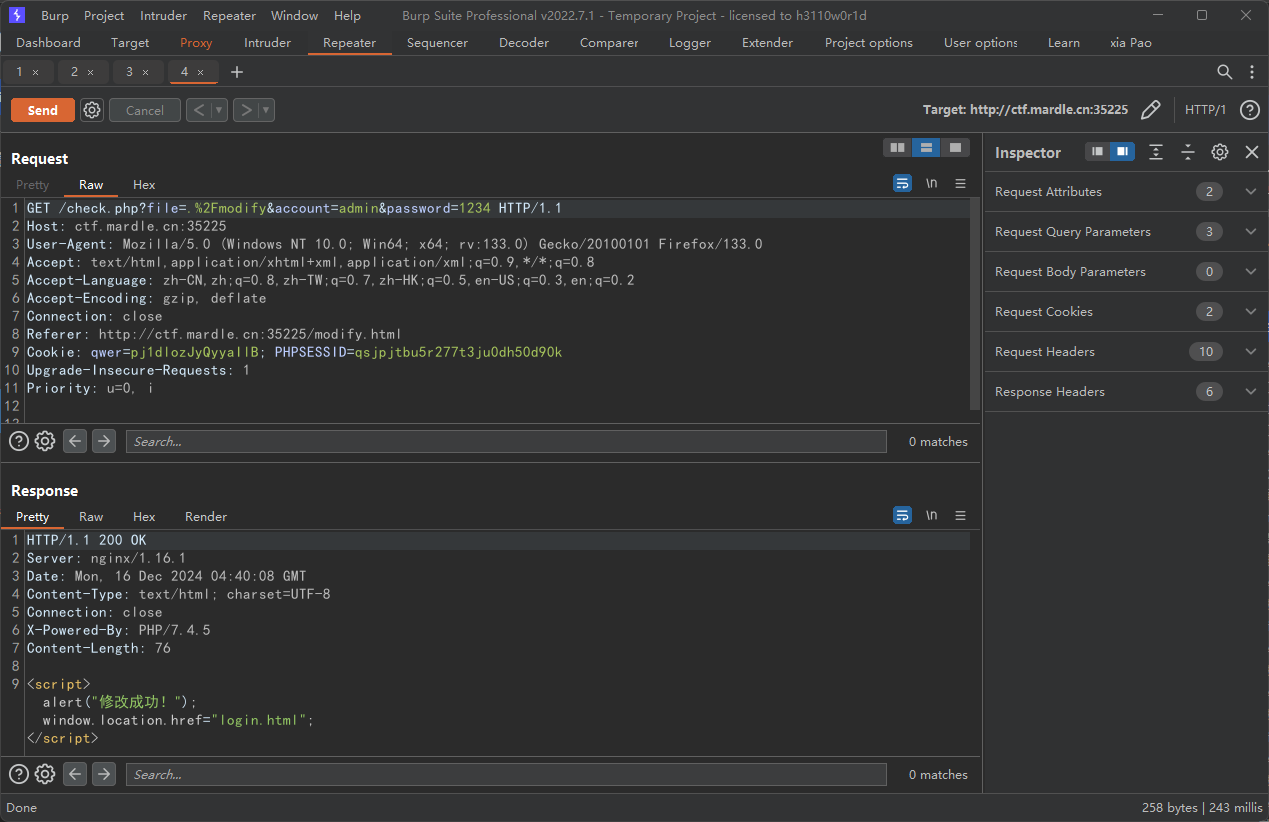 Burp Project Intruder Repeater Window Help Burp Suite Professional v2022.7.1 - Temporary Project - licensed to h3110w0r1d
Dashboard Target Proxy Intruder Repeater Sequencer Decoder Comparer Logger Extender Project options User options Learn xia Pao
1 × 2 × 3 × 4 × +
Send Cancel < > Target: http://ctf.mardle.cn:35225 HTTP/1 ?
Request
Pretty Raw Hex \n
1 GET /check.php?file=.%2Fmodify&account=admin&password=1234 HTTP/1.1
2 Host: ctf.mardle.cn:35225
3 User-Agent: Mozilla/5.0 (Windows NT 10.0; Win64; x64; rv:133.0) Gecko/20100101 Firefox/133.0
4 Accept: text/html,application/xhtml+xml,application/xml;q=0.9,*/*;q=0.8
5 Accept-Language: zh-CN,zh;q=0.8,zh-TW;q=0.7,zh-HK;q=0.5,en-US;q=0.3,en;q=0.2
6 Accept-Encoding: gzip, deflate
7 Connection: close
8 Referer: http://ctf.mardle.cn:35225/modify.html
9 Cookie: qwer=pj1dlozJyQyyaIlB; PHPSESSID=qsjpjtbu5r277t3ju0dh50d90k
10 Upgrade-Insecure-Requests: 1
11 Priority: u=0, i
12
13
? Search... 0 matches
Response
Pretty Raw Hex Render \n
1 HTTP/1.1 200 OK
2 Server: nginx/1.16.1
3 Date: Mon, 16 Dec 2024 04:40:08 GMT
4 Content-Type: text/html; charset=UTF-8
5 Connection: close
6 X-Powered-By: PHP/7.4.5
7 Content-Length: 76
8
9 <script>
alert("修改成功！");
window.location.href="login.html";
</script>
? Search... 0 matches
Inspector
Request Attributes 2
Request Query Parameters 3
Request Body Parameters 0
Request Cookies 2
Request Headers 10
Response Headers 6
Done 258 bytes | 243 millis